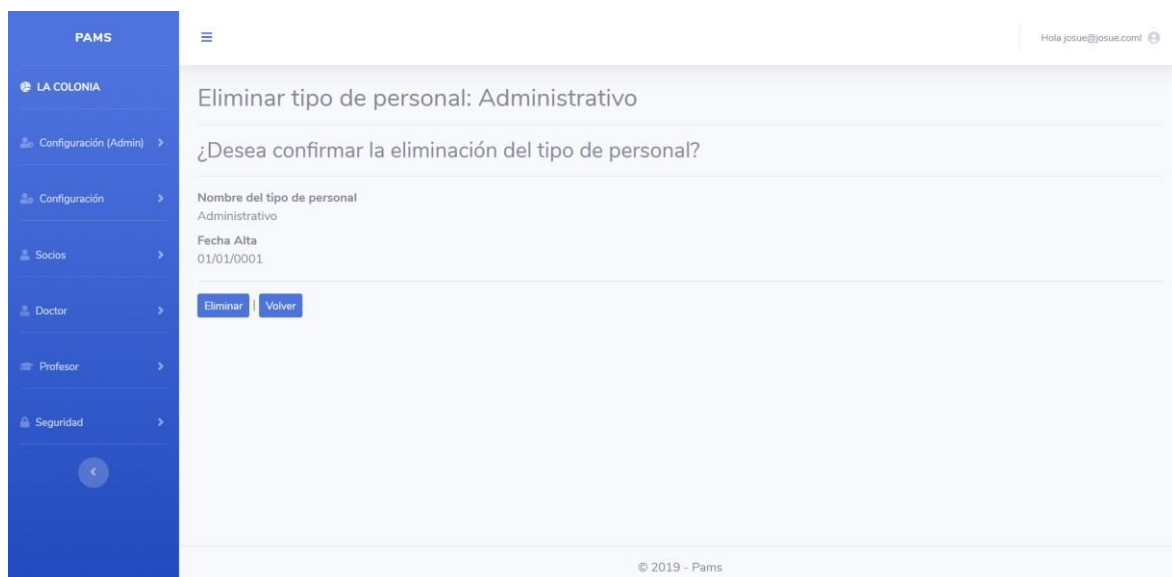 PAMS
Hola josue@josue.com!
LA COLONIA
Configuración (Admin)
Configuración
Socios
Doctor
Profesor
Seguridad
Eliminar tipo de personal: Administrativo
¿Desea confirmar la eliminación del tipo de personal?
Nombre del tipo de personal
Administrativo
Fecha Alta
01/01/0001
Eliminar | Volver
© 2019 - Pams